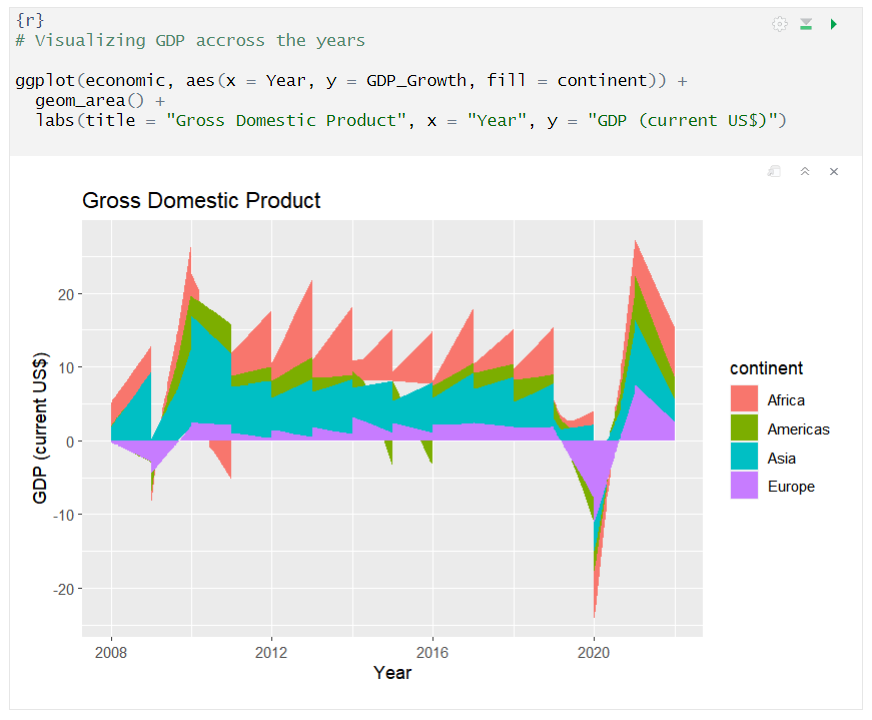 {r}
# Visualizing GDP accross the years
ggplot(economic, aes(x = Year, y = GDP_Growth, fill = continent)) +
geom_area() +
labs(title = "Gross Domestic Product", x = "Year", y = "GDP (current US$)")
Gross Domestic Product
GDP (current US$)
20
10
0
-10
-20
2008 2012 2016 2020
Year
continent
Africa
Americas
Asia
Europe